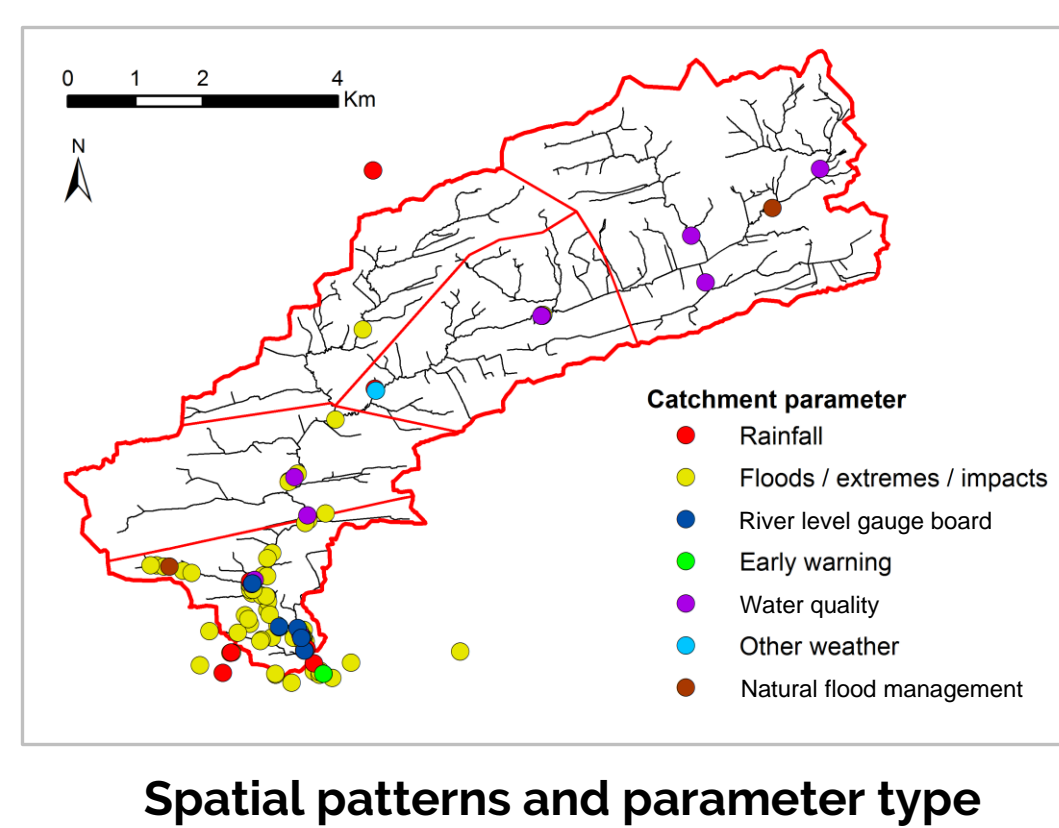 0 1 2 4
Km
N
Catchment parameter
Rainfall
Floods / extremes / impacts
River level gauge board
Early warning
Water quality
Other weather
Natural flood management
Spatial patterns and parameter type